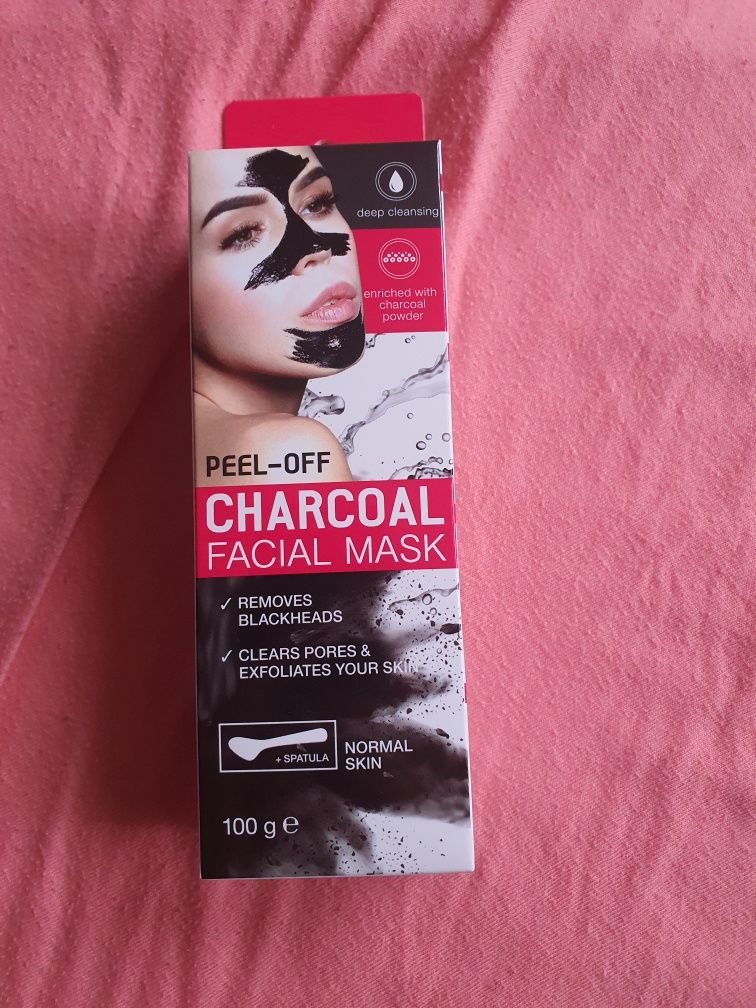 deep cleansing
enriched with
charcoal
powder
PEEL-OFF
CHARCOAL
FACIAL MASK
✓ REMOVES
BLACKHEADS
✓ CLEARS PORES &
EXFOLIATES YOUR SKIN
+ SPATULA
NORMAL
SKIN
100 g ℮